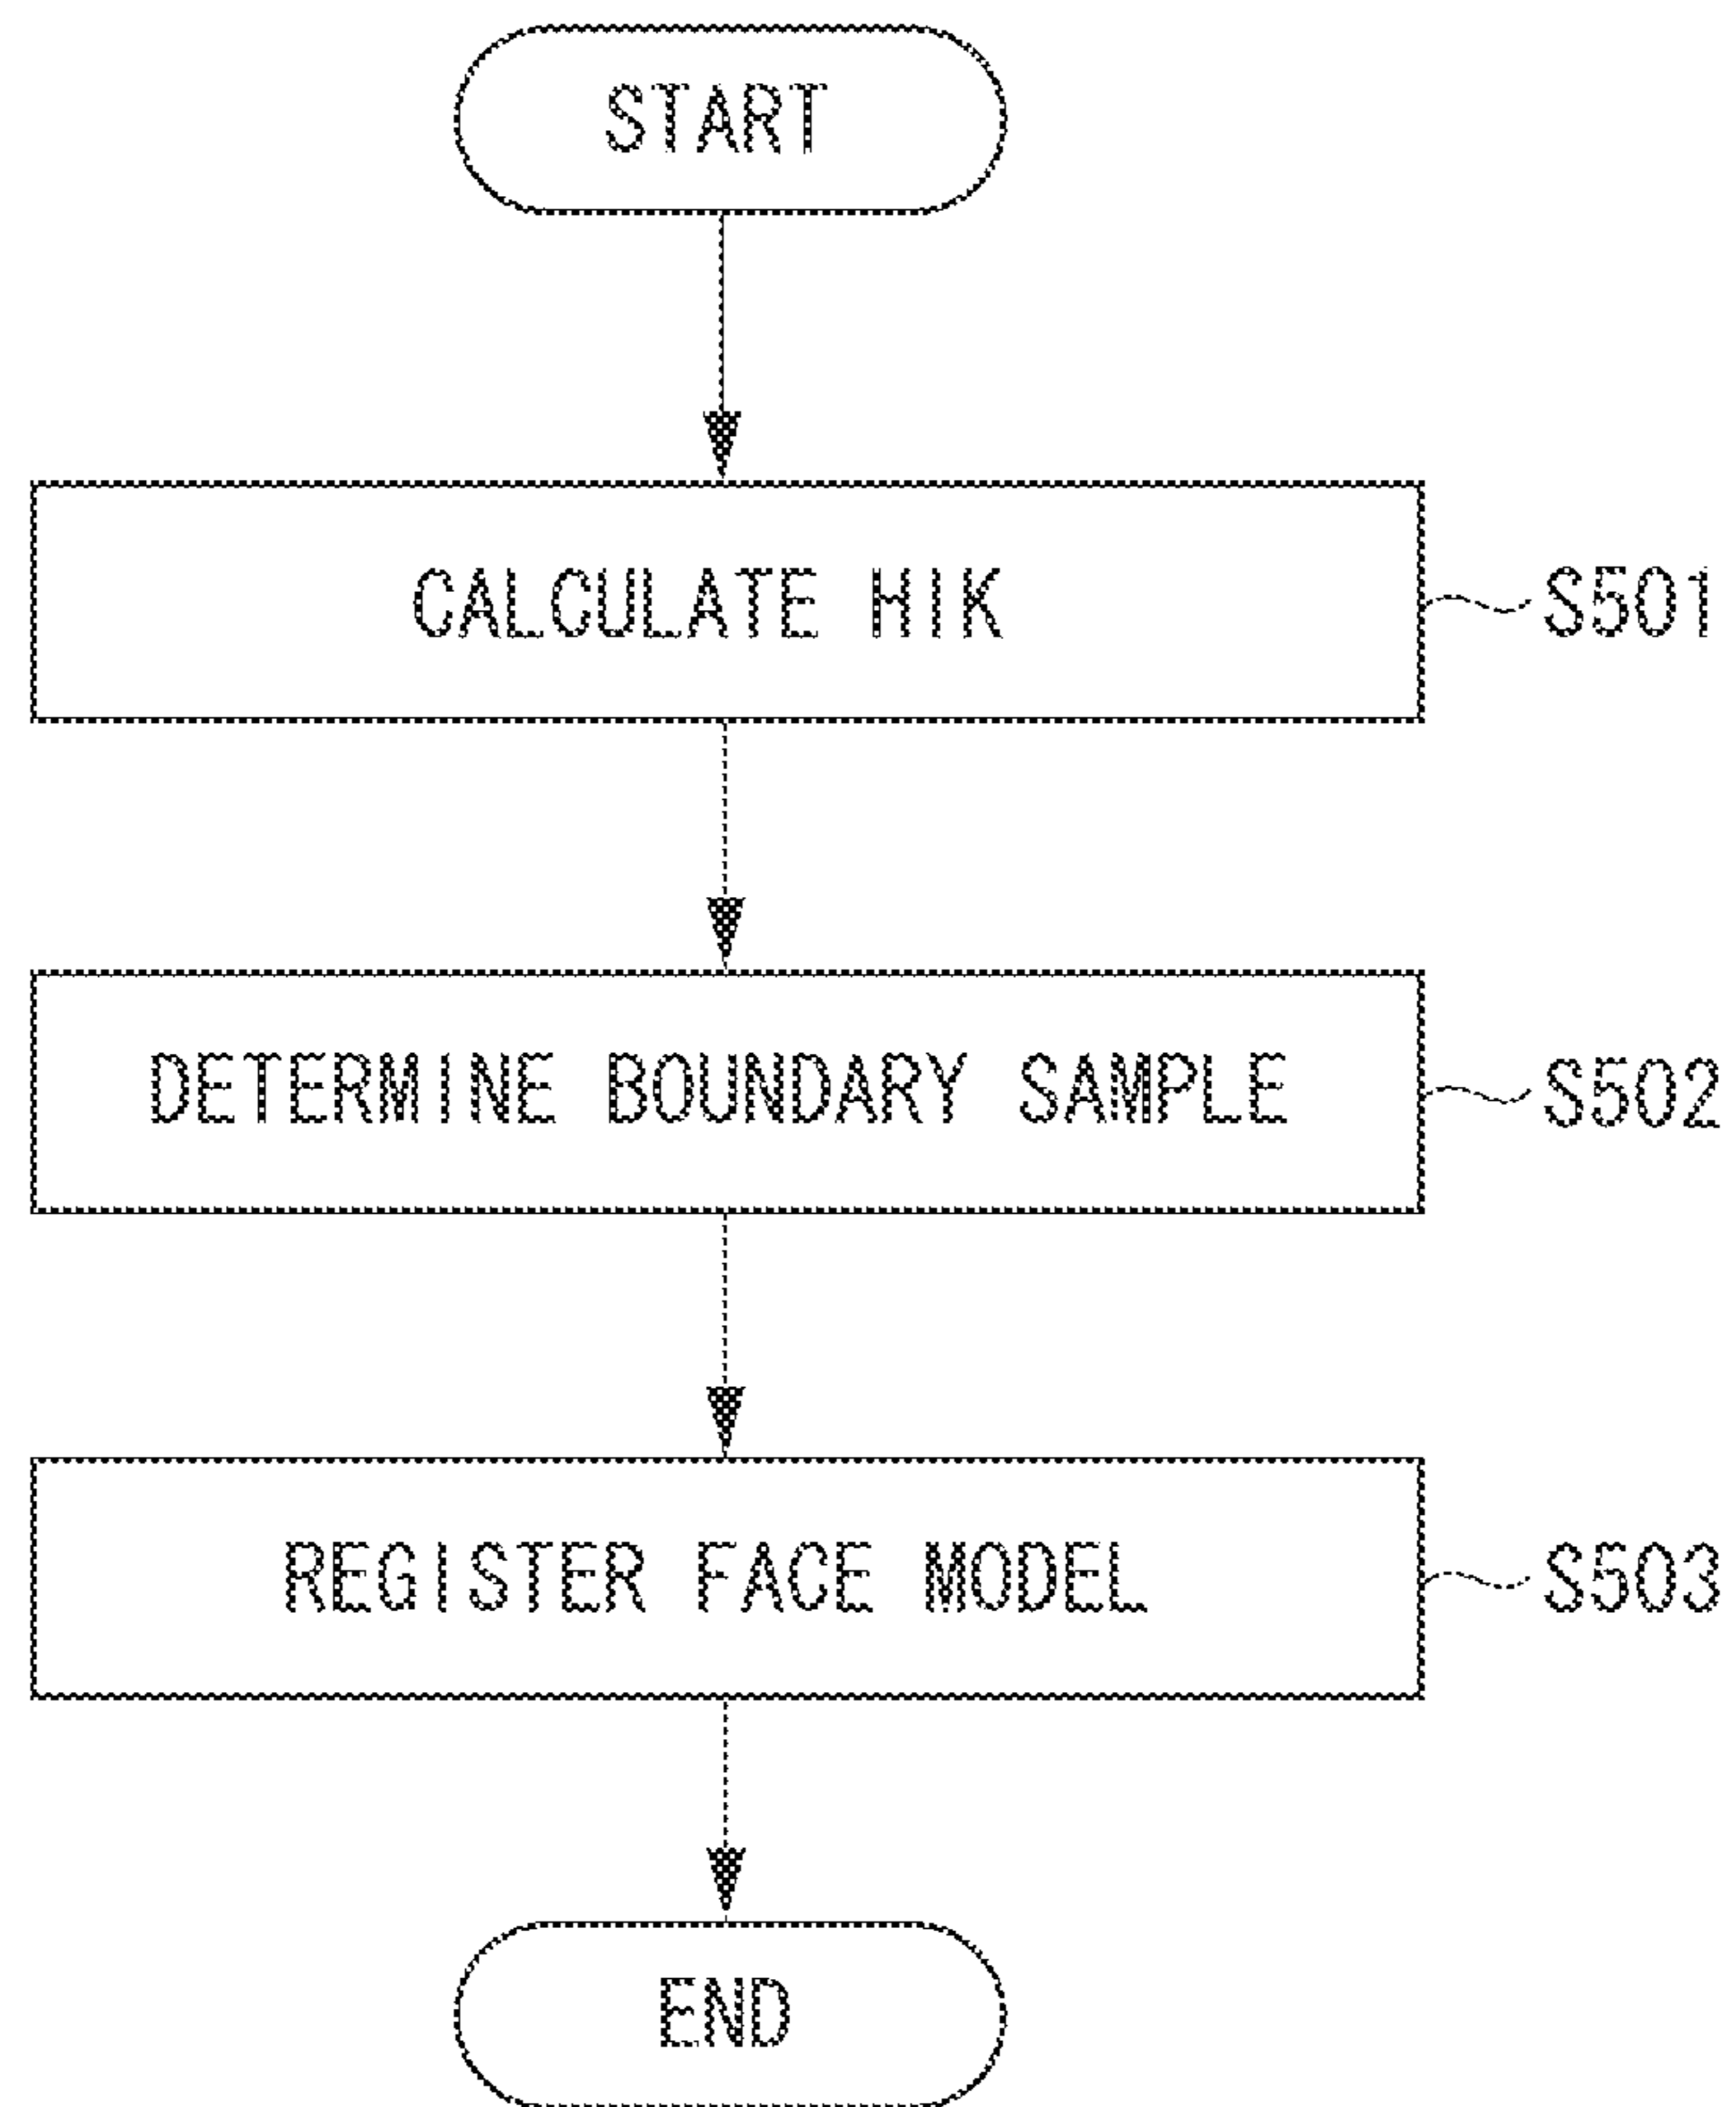 START
CALCULATE HIK
S501
DETERMINE BOUNDARY SAMPLE
S502
REGISTER FACE MODEL
S503
END